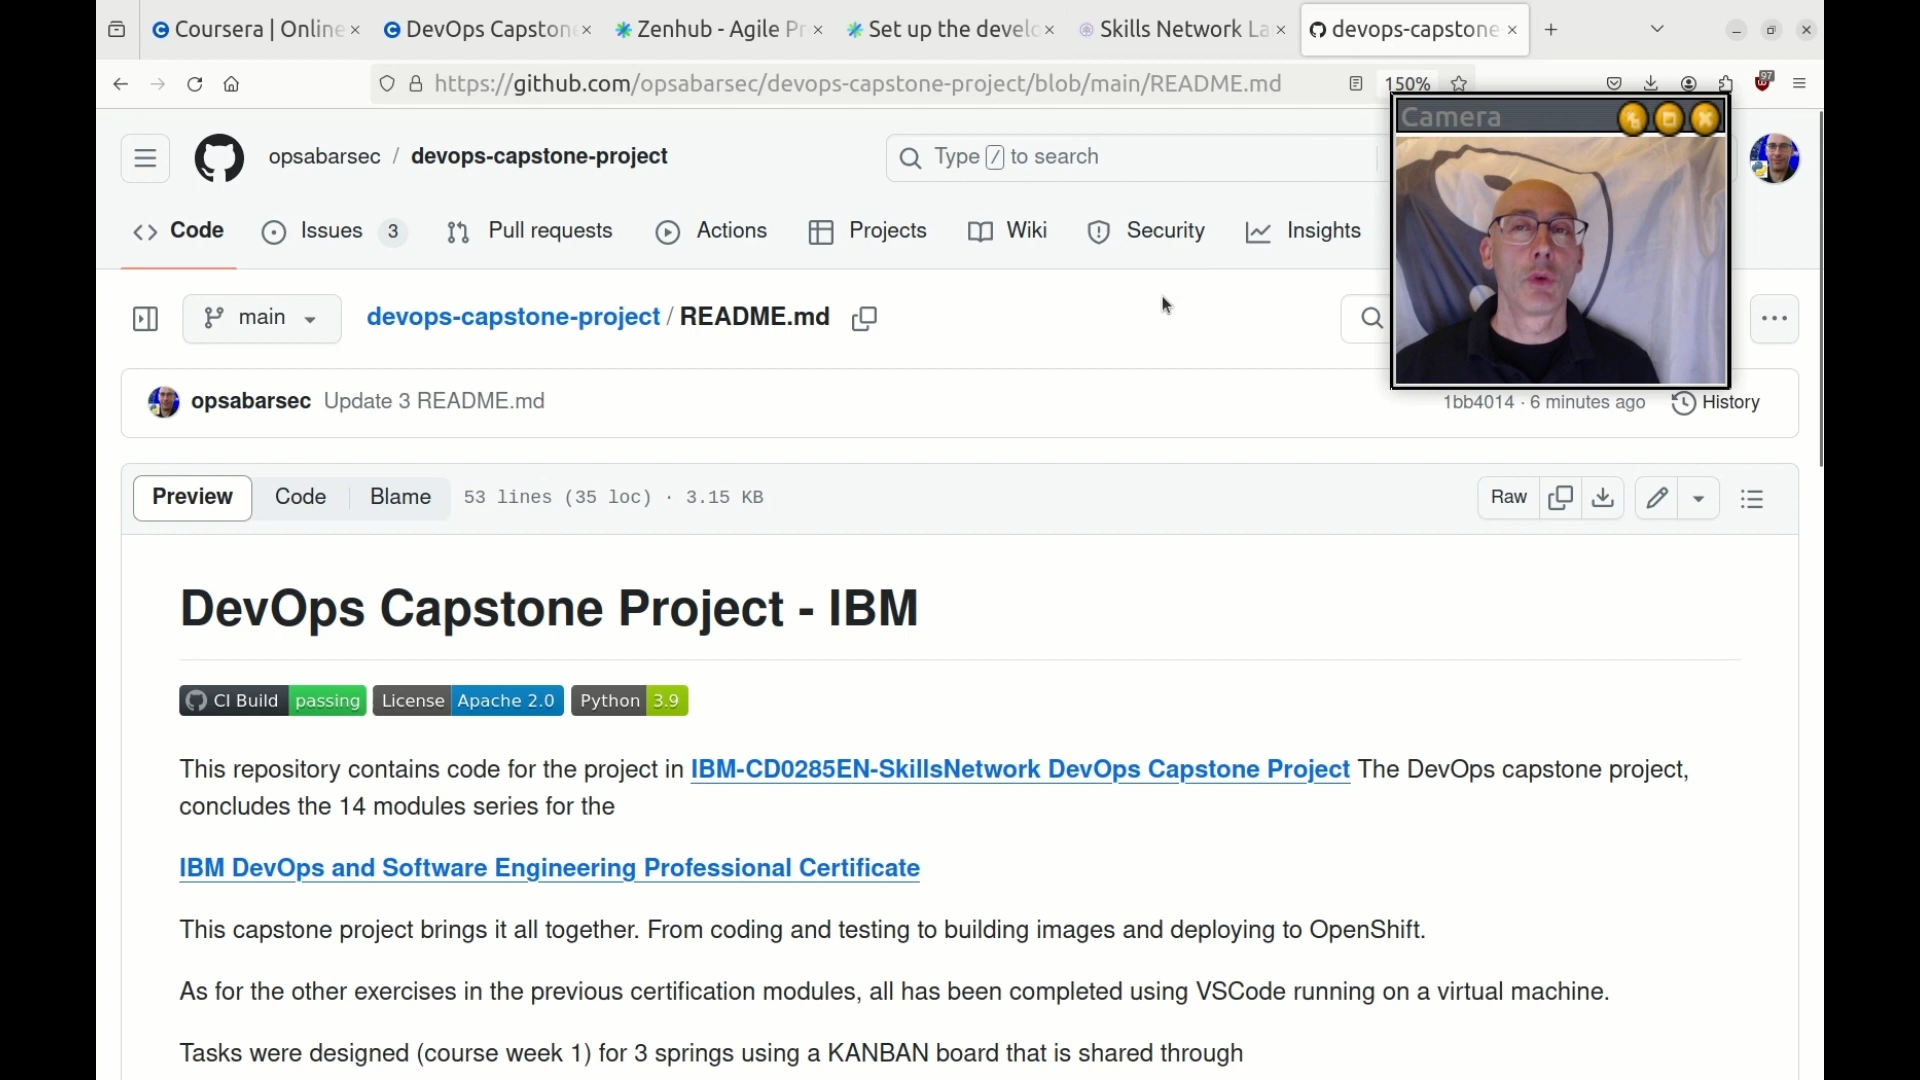 Coursera | Online
DevOps Capston
Zenhub - Agile Pr
Set up the develo
Skills Network La
devops-capstone
https://github.com/opsabarsec/devops-capstone-project/blob/main/README.md
150%
97
Camera
opsabarsec / devops-capstone-project
Type / to search
Code
Issues 3
Pull requests
Actions
Projects
Wiki
Security
Insights
main
devops-capstone-project / README.md
opsabarsec Update 3 README.md
1bb4014 · 6 minutes ago
History
Preview
Code
Blame
53 lines (35 loc) · 3.15 KB
Raw
DevOps Capstone Project - IBM
CI Build passing License Apache 2.0 Python 3.9
This repository contains code for the project in IBM-CD0285EN-SkillsNetwork DevOps Capstone Project The DevOps capstone project,
concludes the 14 modules series for the
IBM DevOps and Software Engineering Professional Certificate
This capstone project brings it all together. From coding and testing to building images and deploying to OpenShift.
As for the other exercises in the previous certification modules, all has been completed using VSCode running on a virtual machine.
Tasks were designed (course week 1) for 3 springs using a KANBAN board that is shared through